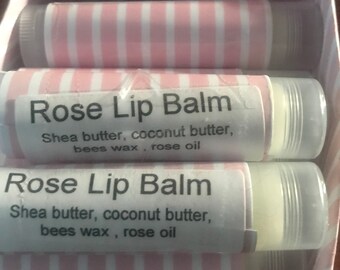 Rose Lip Balm
Shea butter, coconut butter,
bees wax , rose oil
Rose Lip Balm
Shea butter, coconut butter,
bees wax , rose oil